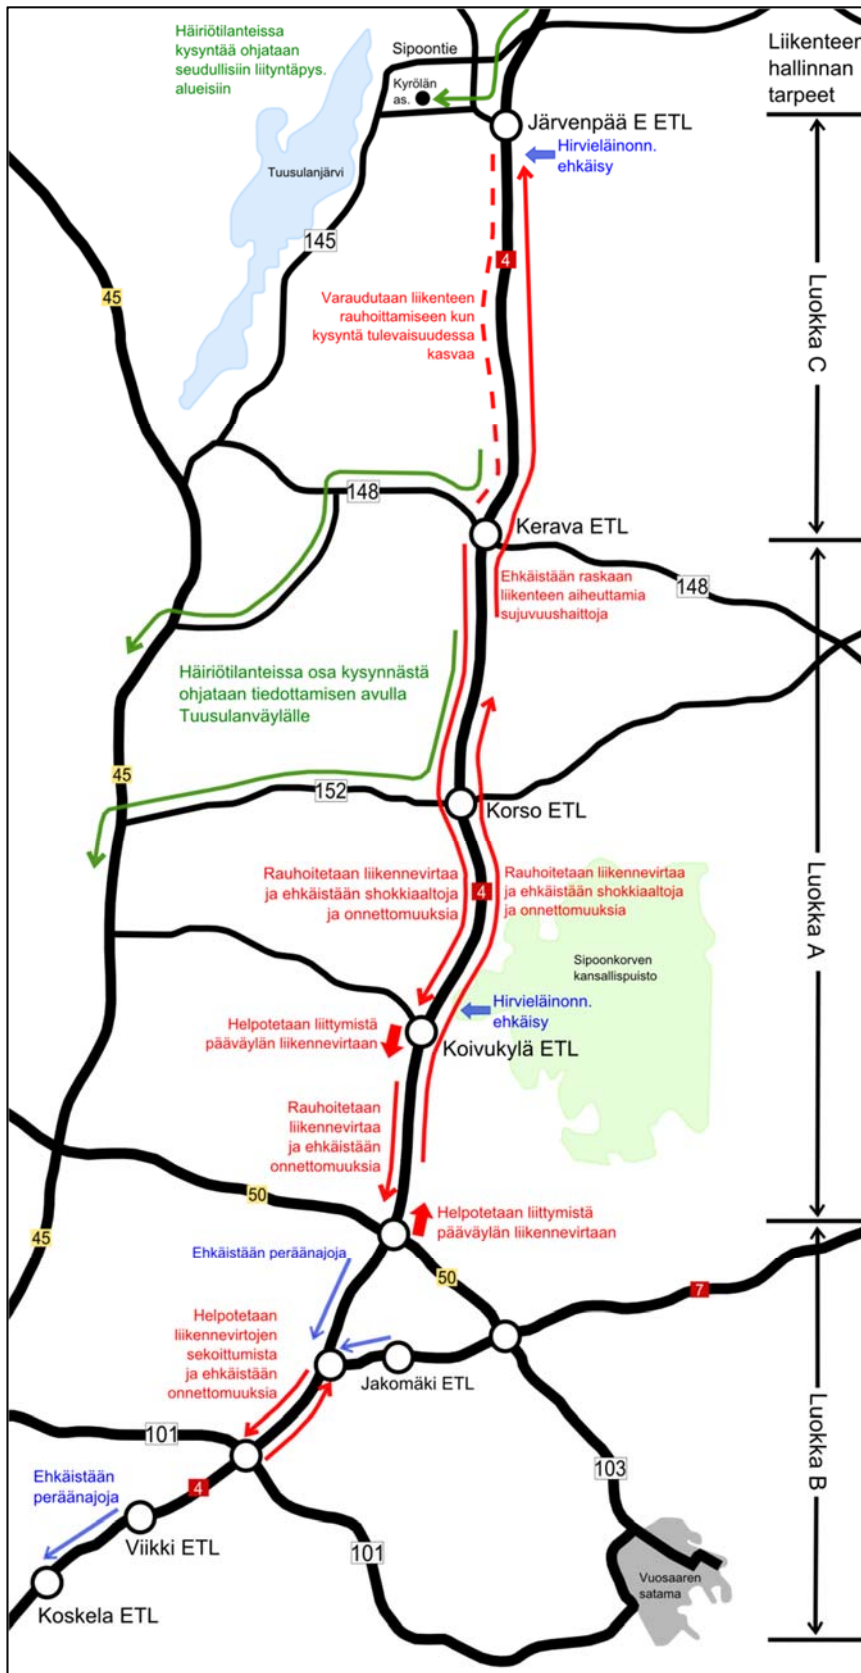 Häiriötilanteissa
kysyntää ohjataan
seudullisiin liityntäpys.
alueisiin
Sipoontie
Kyrölän
as.
Liikenteen
hallinnan
tarpeet
Järvenpää E ETL
Hirvieläinonn.
ehkäisy
Tuusulanjärvi
145
4
45
Varaudutaan liikenteen
rauhoittamiseen kun
kysyntä tulevaisuudessa
kasvaa
Luokka C
148
Kerava ETL
Ehkäistään raskaan
liikenteen aiheuttamia
sujuvuushaittoja
148
Häiriötilanteissa osa kysynnästä
ohjataan tiedottamisen avulla
Tuusulanväylälle
45
152
Korso ETL
Rauhoitetaan liikennevirtaa
ja ehkäistään shokkiaaltoja
ja onnettomuuksia
4
Rauhoitetaan liikennevirtaa
ja ehkäistään shokkiaaltoja
ja onnettomuuksia
Luokka A
Sipoonkorven
kansallispuisto
Hirvieläinonn.
ehkäisy
Helpotetaan liittymistä
pääväylän liikennevirtaan
Koivukylä ETL
Rauhoitetaan
liikennevirtaa
ja ehkäistään
onnettomuuksia
50
Helpotetaan liittymistä
pääväylän liikennevirtaan
45
Ehkäistään peräänajoja
50
7
Helpotetaan
liikennevirtojen
sekoittumista
ja ehkäistään
onnettomuuksia
Jakomäki ETL
Luokka B
101
103
Ehkäistään
peräänajoja
4
Viikki ETL
101
Vuosaaren
satama
Koskela ETL